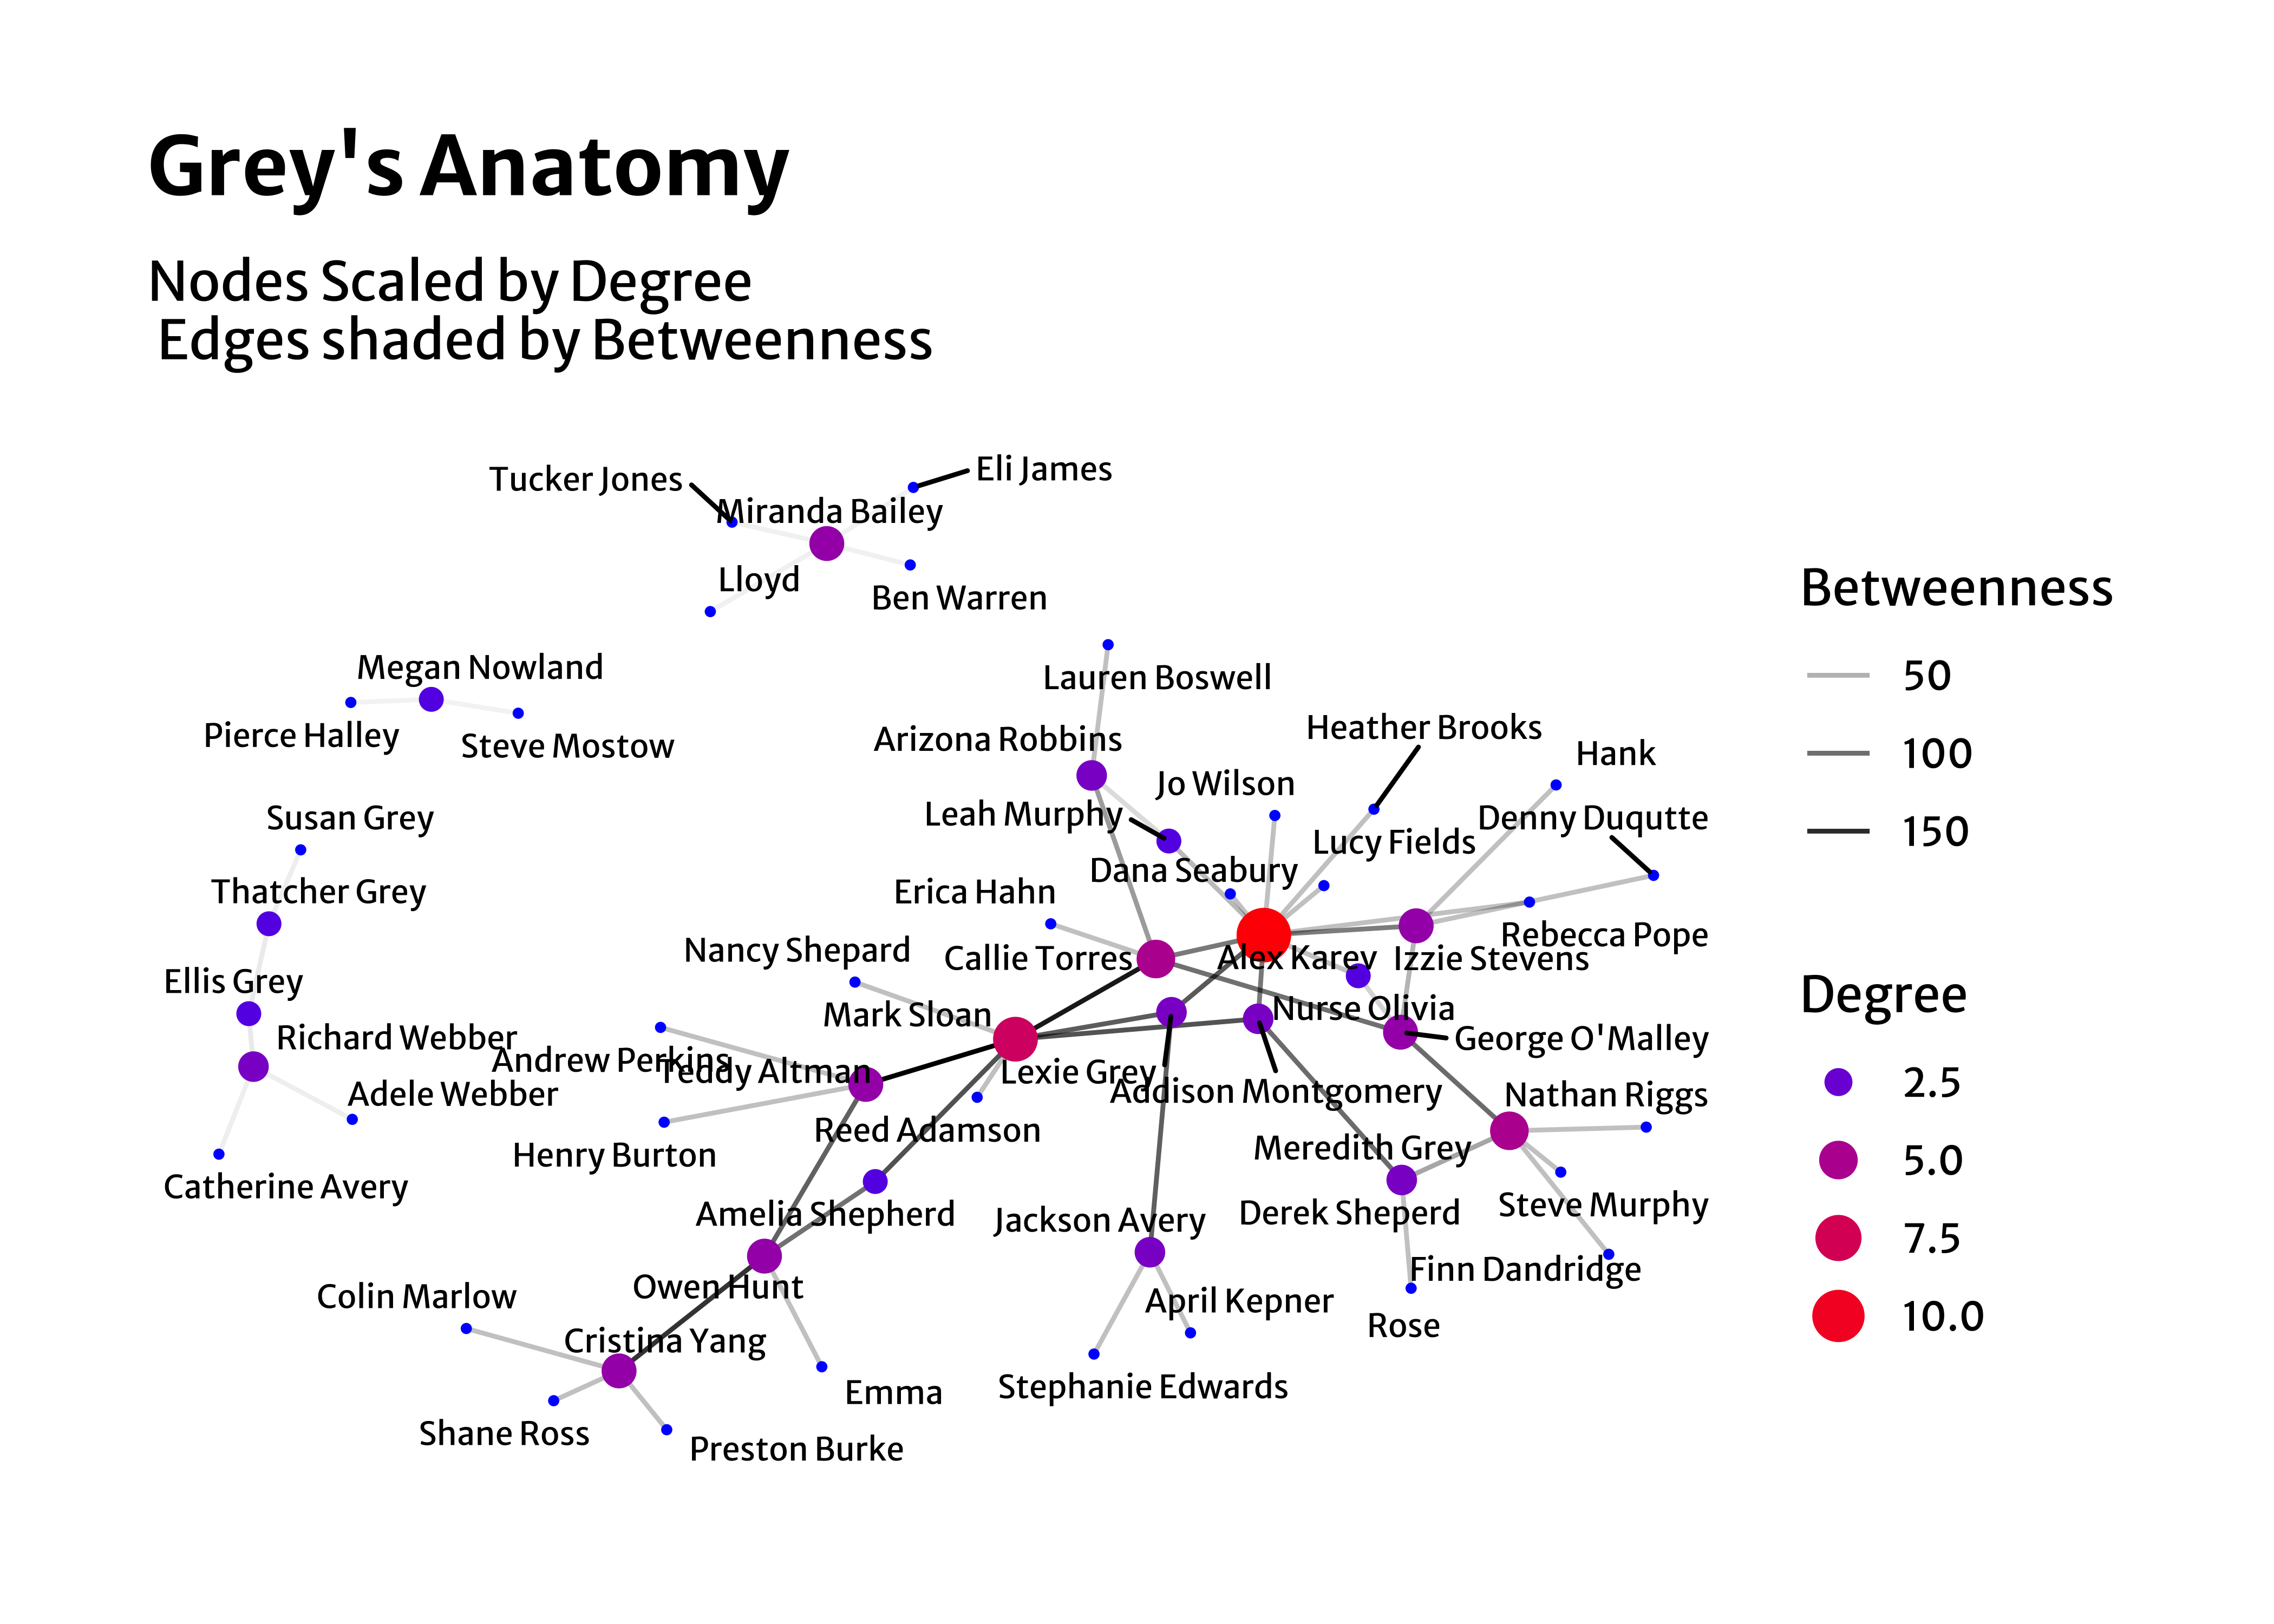 Grey's Anatomy
Nodes Scaled by Degree
Edges shaded by Betweenness
Eli James
Tucker Jones
Miranda Bailey
Lloyd
Ben Warren
Megan Nowland
Lauren Boswell
Pierce Halley
Steve Mostow
Arizona Robbins
Heather Brooks
Hank
Jo Wilson
Leah Murphy
Denny Duqutte
Susan Grey
Lucy Fields
Dana Seabury
Thatcher Grey
Erica Hahn
Rebecca Pope
Nancy Shepard
Callie Torres
Alex Karev
Izzie Stevens
Ellis Grey
Mark Sloan
Nurse Olivia
Richard Webber
George O'Malley
Andrew Perkins
Teddy Altman
Lexie Grey
Addison Montgomery
Adele Webber
Nathan Riggs
Reed Adamson
Henry Burton
Meredith Grey
Catherine Avery
Amelia Shepherd
Jackson Avery
Derek Sheperd
Steve Murphy
Finn Dandridge
Owen Hunt
Colin Marlow
April Kepner
Rose
Cristina Yang
Emma
Stephanie Edwards
Shane Ross
Preston Burke
Betweenness
50
100
150
Degree
2.5
5.0
7.5
10.0